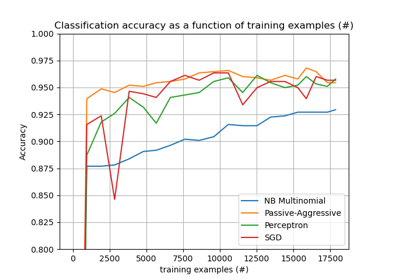 Classification accuracy as a function of training examples (#)
1.000
0.975
0.950
0.925
0.900
0.875
0.850
0.825
0.800
Accuracy
NB Multinomial
Passive-Aggressive
Perceptron
SGD
0 2500 5000 7500 10000 12500 15000 17500
training examples (#)